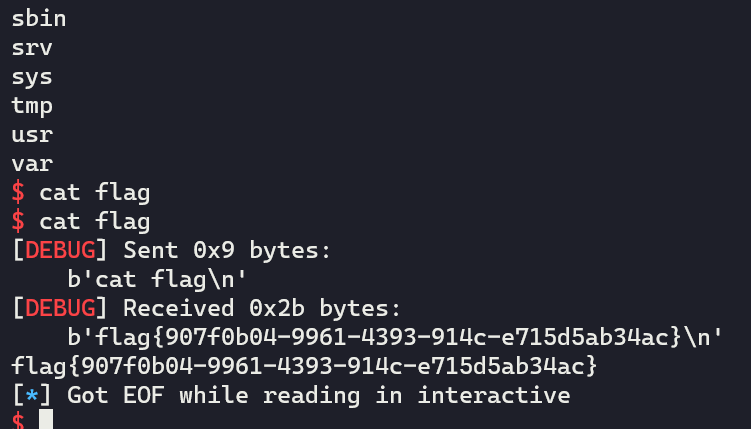 sbin
srv
sys
tmp
usr
var
$ cat flag
$ cat flag
[DEBUG] Sent 0x9 bytes:
    b'cat flag\n'
[DEBUG] Received 0x2b bytes:
    b'flag{907f0b04-9961-4393-914c-e715d5ab34ac}\n'
flag{907f0b04-9961-4393-914c-e715d5ab34ac}
[*] Got EOF while reading in interactive
$